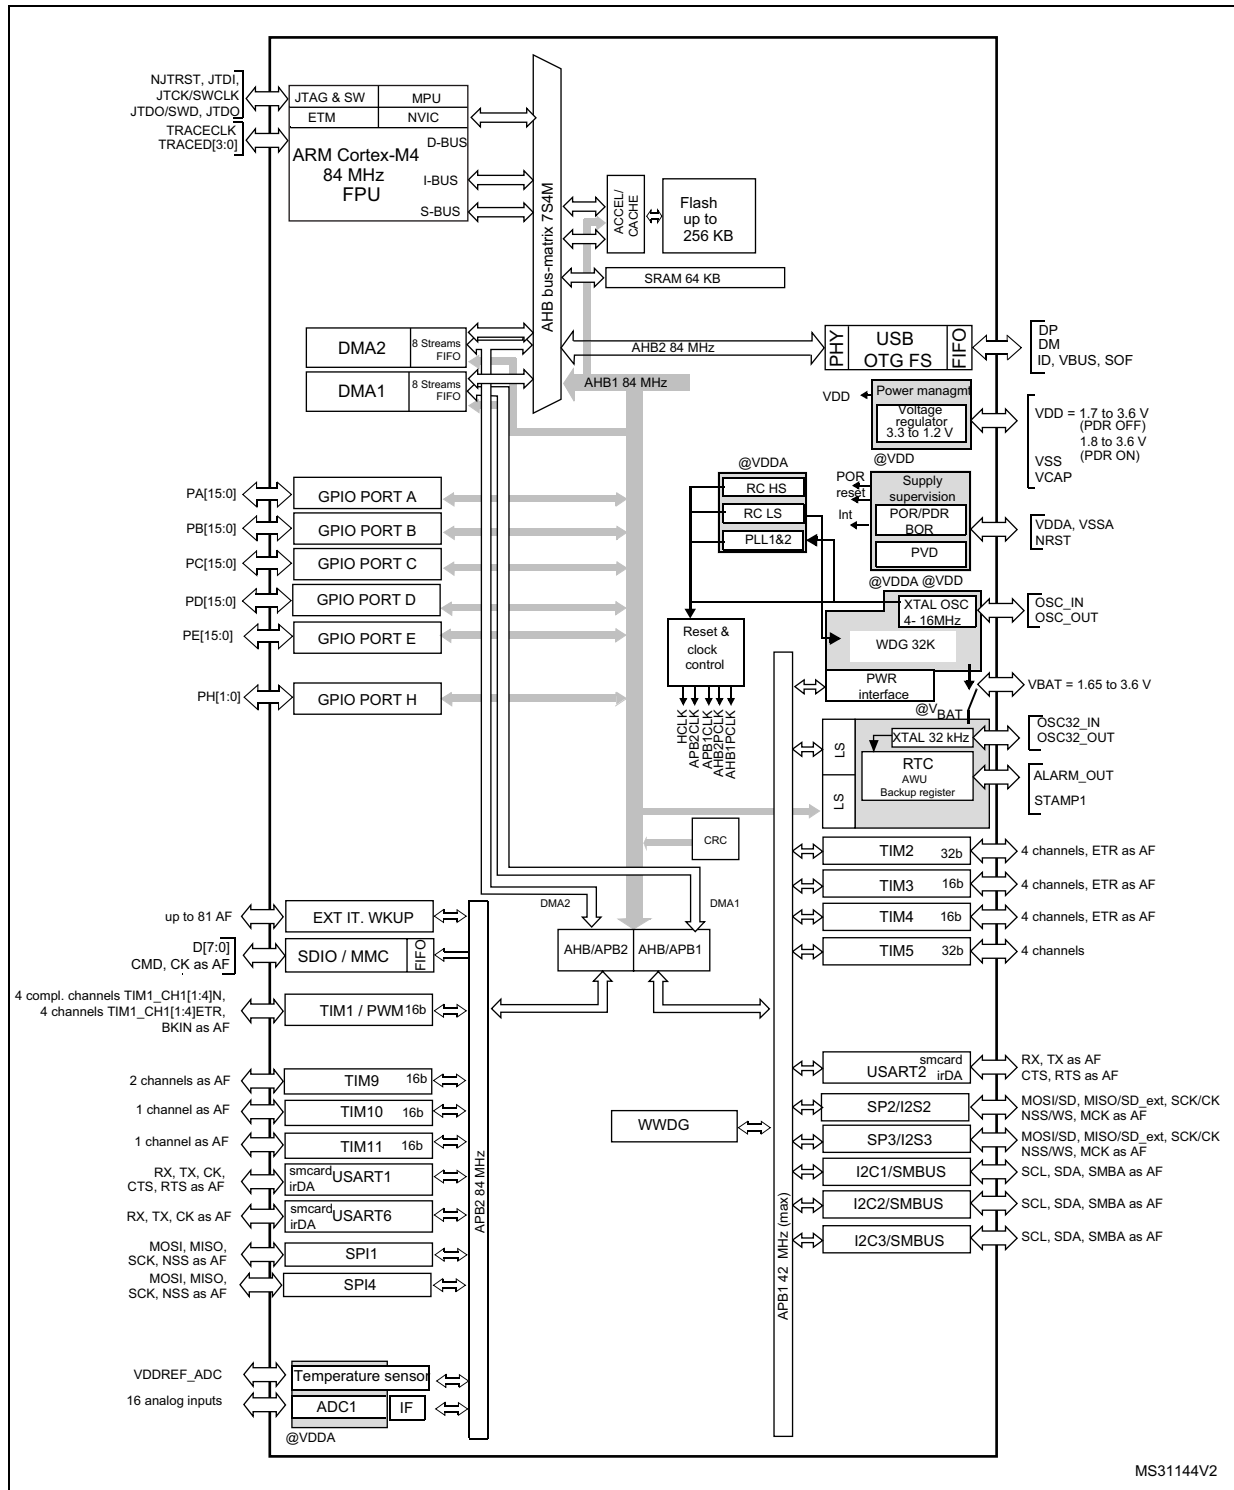 NJTRST, JTDI,
JTCK/SWCLK
JTDO/SWD, JTDO
TRACECLK
TRACED[3:0]
JTAG & SW
MPU
ETM
NVIC
D-BUS
ARM Cortex-M4
84 MHz
FPU
I-BUS
S-BUS
AHB bus-matrix 7S4M
ACCEL/
CACHE
Flash
up to
256 KB
SRAM 64 KB
DMA2
8 Streams
FIFO
DMA1
8 Streams
FIFO
AHB2 84 MHz
AHB1 84 MHz
PHY
USB
OTG FS
FIFO
DP
DM
ID, VBUS, SOF
VDD
Power managmt
Voltage
regulator
3.3 to 1.2 V
@VDD
VDD = 1.7 to 3.6 V
(PDR OFF)
1.8 to 3.6 V
(PDR ON)
VSS
VCAP
@VDDA
RC HS
RC LS
PLL1&2
POR
reset
Int
Supply
supervision
POR/PDR
BOR
PVD
VDDA, VSSA
NRST
@VDDA @VDD
XTAL OSC
4- 16MHz
WDG 32K
OSC_IN
OSC_OUT
PWR
interface
VBAT = 1.65 to 3.6 V
@VBAT
Reset &
clock
control
HCLK
APB2CLK
APB1CLK
AHB2PCLK
AHB1PCLK
LS
LS
XTAL 32 kHz
RTC
AWU
Backup register
OSC32_IN
OSC32_OUT
ALARM_OUT
STAMP1
PA[15:0]
GPIO PORT A
PB[15:0]
GPIO PORT B
PC[15:0]
GPIO PORT C
PD[15:0]
GPIO PORT D
PE[15:0]
GPIO PORT E
PH[1:0]
GPIO PORT H
CRC
DMA2
DMA1
AHB/APB2
AHB/APB1
TIM2 32b
4 channels, ETR as AF
TIM3 16b
4 channels, ETR as AF
TIM4 16b
4 channels, ETR as AF
TIM5 32b
4 channels
up to 81 AF
EXT IT. WKUP
D[7:0]
CMD, CK as AF
SDIO / MMC
FIFO
4 compl. channels TIM1_CH1[1:4]N,
4 channels TIM1_CH1[1:4]ETR,
BKIN as AF
TIM1 / PWM 16b
2 channels as AF
TIM9 16b
1 channel as AF
TIM10 16b
1 channel as AF
TIM11 16b
RX, TX, CK,
CTS, RTS as AF
smcard
irDA
USART1
RX, TX, CK as AF
smcard
irDA
USART6
MOSI, MISO,
SCK, NSS as AF
SPI1
MOSI, MISO,
SCK, NSS as AF
SPI4
APB2 84 MHz
VDDREF_ADC
Temperature sensor
16 analog inputs
ADC1
IF
@VDDA
WWDG
APB1 42 MHz (max)
USART2
smcard
irDA
RX, TX as AF
CTS, RTS as AF
SP2/I2S2
MOSI/SD, MISO/SD_ext, SCK/CK
NSS/WS, MCK as AF
SP3/I2S3
MOSI/SD, MISO/SD_ext, SCK/CK
NSS/WS, MCK as AF
I2C1/SMBUS
SCL, SDA, SMBA as AF
I2C2/SMBUS
SCL, SDA, SMBA as AF
I2C3/SMBUS
SCL, SDA, SMBA as AF
MS31144V2